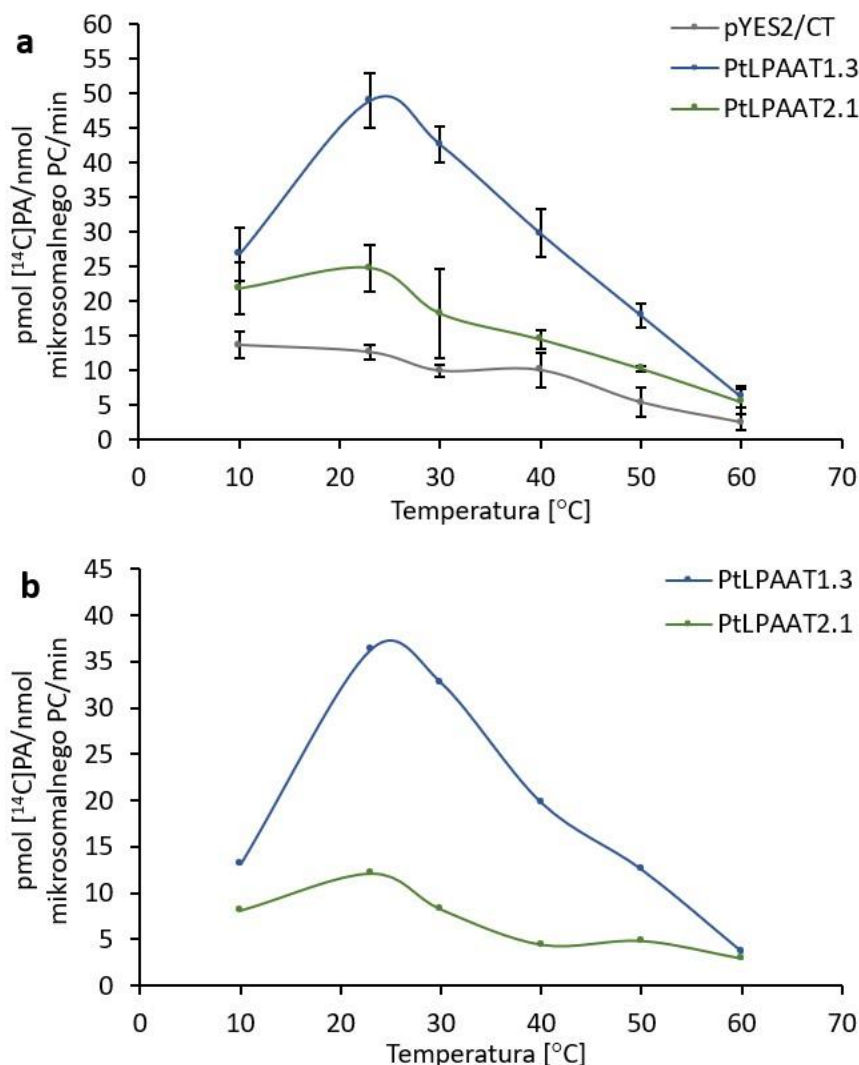 a
pYES2/CT
PtLPAAT1.3
PtLPAAT2.1
pmol [¹⁴C]PA/nmol
mikrosomalnego PC/min
60
55
50
45
40
35
30
25
20
15
10
5
0
0 10 20 30 40 50 60 70
Temperatura [°C]
b
PtLPAAT1.3
PtLPAAT2.1
pmol [¹⁴C]PA/nmol
mikrosomalnego PC/min
45
40
35
30
25
20
15
10
5
0
0 10 20 30 40 50 60 70
Temperatura [°C]